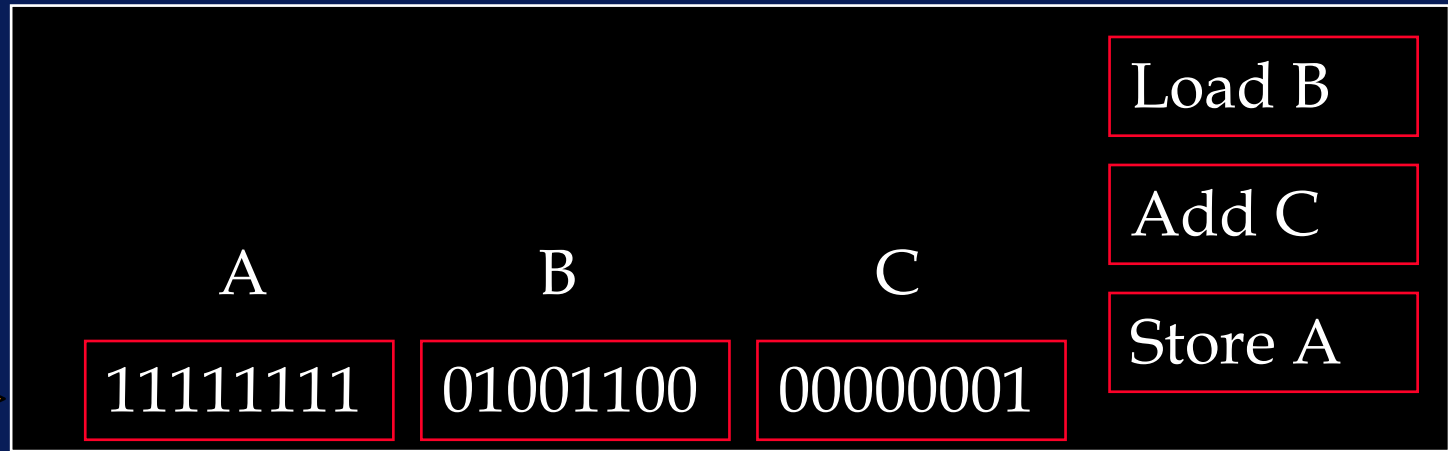 Load B
Add C
Store A
A B C
11111111 01001100 00000001